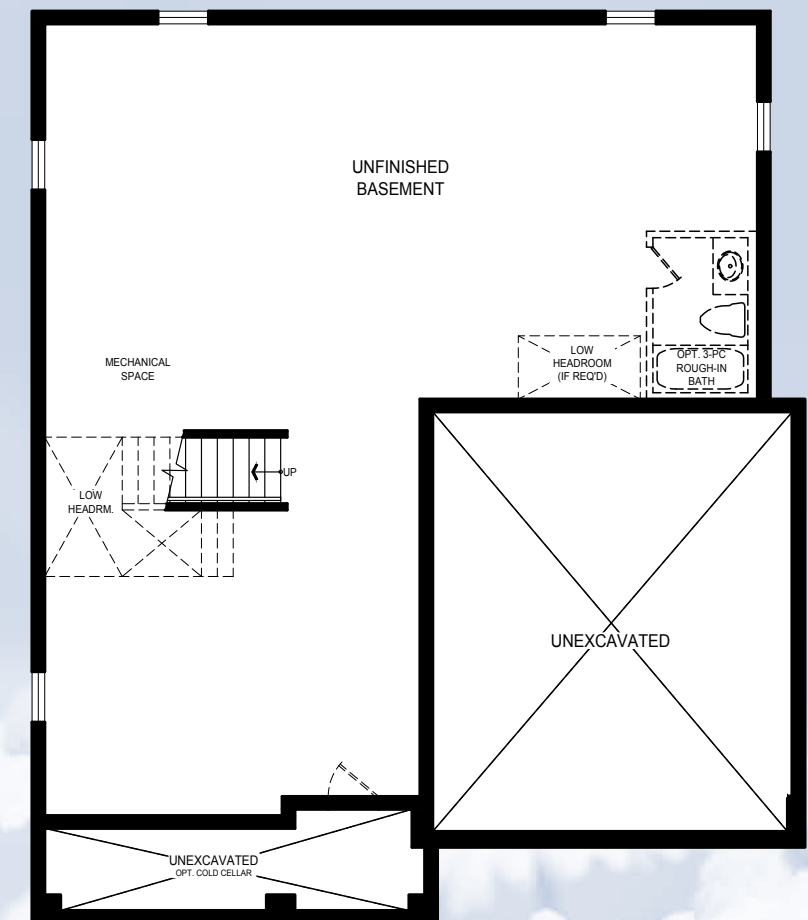 UNFINISHED
BASEMENT
MECHANICAL
SPACE
LOW
HEADROOM
(IF REQ'D)
OPT. 3-PC
ROUGH-IN
BATH
UP
LOW
HEADRM.
UNEXCAVATED
UNEXCAVATED
OPT. COLD CELLAR